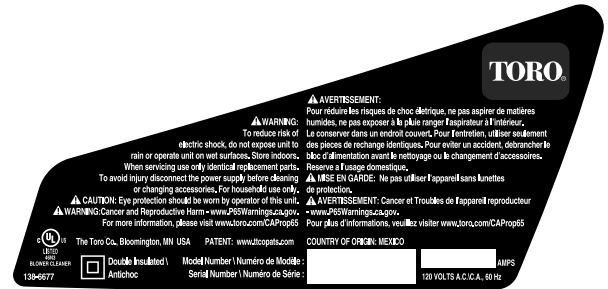 TORO®
⚠ WARNING:
To reduce risk of
electric shock, do not expose unit to
rain or operate unit on wet surfaces. Store indoors.
When servicing use only identical replacement parts.
To avoid injury disconnect the power supply before cleaning
or changing accessories. For household use only.
⚠ CAUTION: Eye protection should be worn by operator of this unit.
⚠ WARNING:Cancer and Reproductive Harm - www.P65Warnings.ca.gov.
For more information, please visit www.toro.com/CAProp65
⚠ AVERTISSEMENT:
Pour réduire les risques de choc életrique, ne pas aspirer de matières
humides, ne pas exposer à la pluie ranger l'aspirateur à l'intérieur.
Le conserver dans un endroit couvert. Pour l'entretien, utiliser seulement
des pieces de rechange identiques. Pour eviter un accident, debrancher le
bloc d'alimentation avant le nettoyage ou le changement d'accessoires.
Reserve a l'usage domestique.
⚠ MISE EN GARDE: Ne pas utiliser l'appareil sans lunettes
de protection.
⚠ AVERTISSEMENT: Cancer et Troubles de l'appareil reproducteur
- www.P65Warnings.ca.gov.
Pour plus d'informations, veuillez visiter www.toro.com/CAProp65
C UL US
LISTED
46N3
BLOWER CLEANER
138-6677
The Toro Co., Bloomington, MN USA PATENT: www.ttcopats.com COUNTRY OF ORIGIN: MEXICO
Double Insulated \
Antichoc
Model Number \ Numéro de Modèle :
Serial Number \ Numéro de Série :
AMPS
120 VOLTS A.C.\C.A., 60 Hz